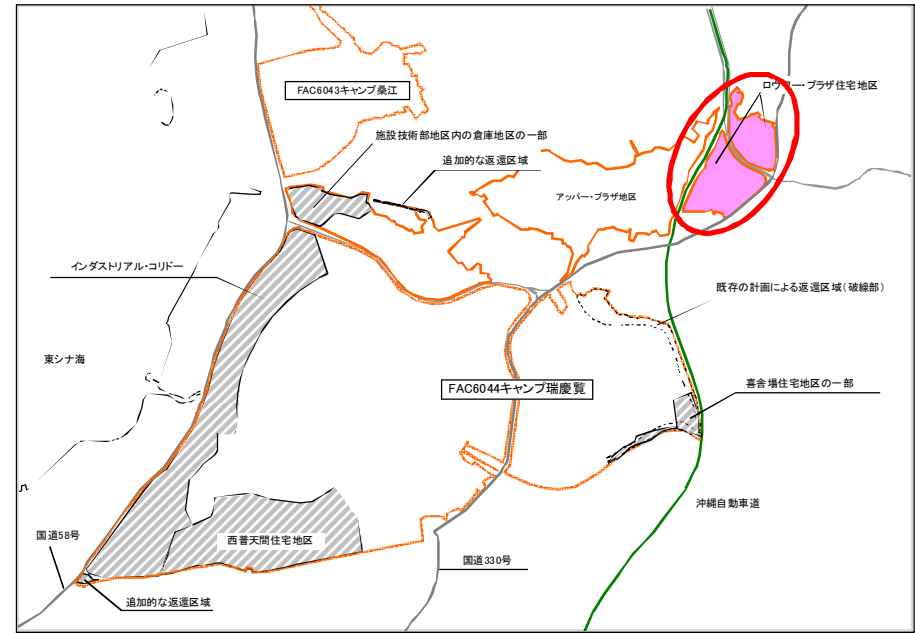 ロウワー・プラザ住宅地区
FAC6043キャンプ桑江
施設技術部地区内の倉庫地区の一部
追加的な返還区域
アッパー・プラザ地区
インダストリアル・コリドー
既存の計画による返還区域(破線部)
東シナ海
FAC6044キャンプ瑞慶覧
喜舎場住宅地区の一部
沖縄自動車道
国道58号
西普天間住宅地区
国道330号
追加的な返還区域